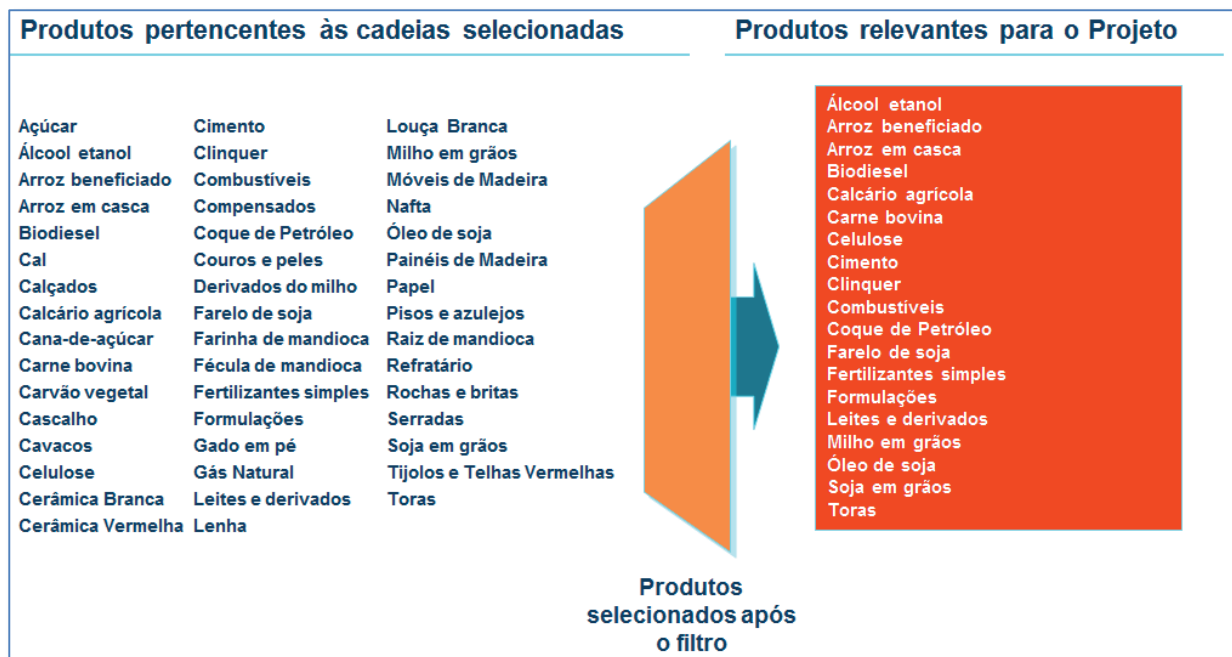 Produtos pertencentes às cadeias selecionadas
Açúcar
Álcool etanol
Arroz beneficiado
Arroz em casca
Biodiesel
Cal
Calçados
Calcário agrícola
Cana-de-açúcar
Carne bovina
Carvão vegetal
Cascalho
Cavacos
Celulose
Cerâmica Branca
Cerâmica Vermelha
Cimento
Clinquer
Combustíveis
Compensados
Coque de Petróleo
Couros e peles
Derivados do milho
Farelo de soja
Farinha de mandioca
Fécula de mandioca
Fertilizantes simples
Formulações
Gado em pé
Gás Natural
Leites e derivados
Lenha
Louça Branca
Milho em grãos
Móveis de Madeira
Nafta
Óleo de soja
Painéis de Madeira
Papel
Pisos e azulejos
Raiz de mandioca
Refratário
Rochas e britas
Serradas
Soja em grãos
Tijolos e Telhas Vermelhas
Toras
Produtos
selecionados após
o filtro
Produtos relevantes para o Projeto
Álcool etanol
Arroz beneficiado
Arroz em casca
Biodiesel
Calcário agrícola
Carne bovina
Celulose
Cimento
Clinquer
Combustíveis
Coque de Petróleo
Farelo de soja
Fertilizantes simples
Formulações
Leites e derivados
Milho em grãos
Óleo de soja
Soja em grãos
Toras